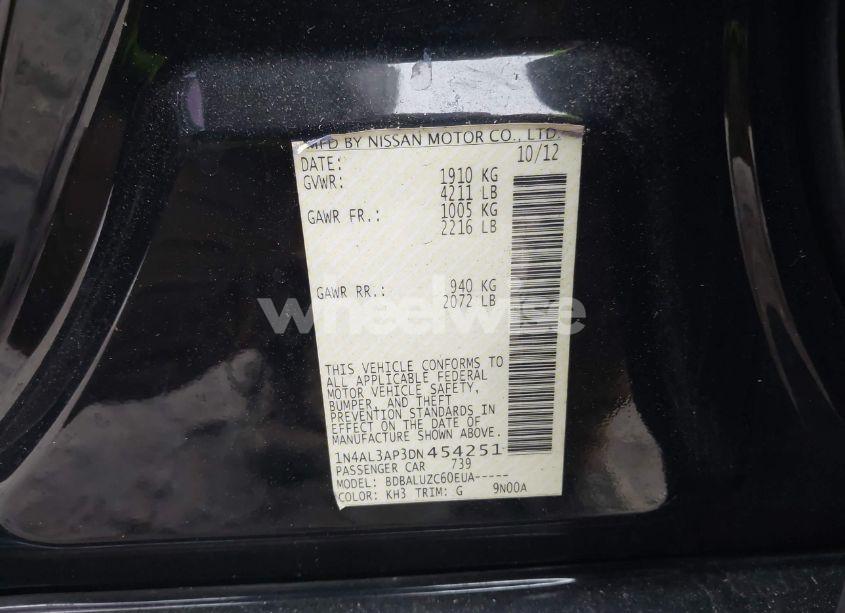 MFD BY NISSAN MOTOR CO., LTD.
DATE: 10/12
GVWR: 1910 KG
4211 LB
GAWR FR.: 1005 KG
2216 LB
GAWR RR.: 940 KG
2072 LB
wheelwise
THIS VEHICLE CONFORMS TO
ALL APPLICABLE FEDERAL
MOTOR VEHICLE SAFETY,
BUMPER, AND THEFT
PREVENTION STANDARDS IN
EFFECT ON THE DATE OF
MANUFACTURE SHOWN ABOVE.
1N4AL3AP3DN454251
PASSENGER CAR 739
MODEL: BDBALUZC60EUA-----
COLOR: KH3 TRIM: G 9N00A